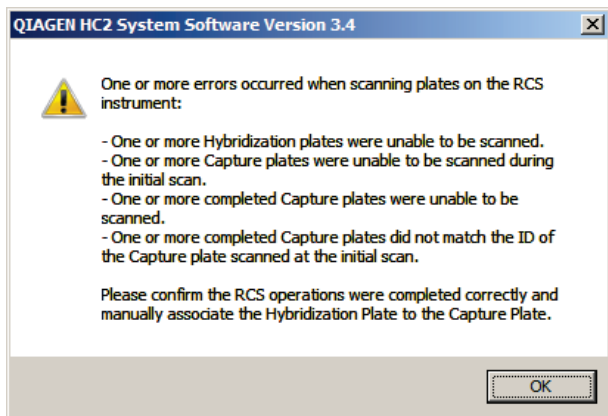 QIAGEN HC2 System Software Version 3.4
One or more errors occurred when scanning plates on the RCS
instrument:
- One or more Hybridization plates were unable to be scanned.
- One or more Capture plates were unable to be scanned during
the initial scan.
- One or more completed Capture plates were unable to be
scanned.
- One or more completed Capture plates did not match the ID of
the Capture plate scanned at the initial scan.
Please confirm the RCS operations were completed correctly and
manually associate the Hybridization Plate to the Capture Plate.
OK